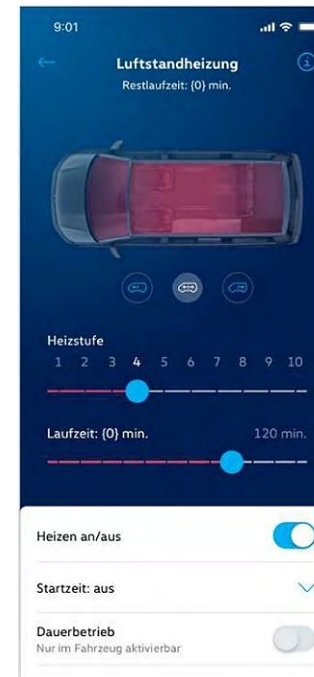 9:01
Luftstandheizung
Restlaufzeit: {0} min.
Heizstufe
1 2 3 4 5 6 7 8 9 10
Laufzeit: {0} min. 120 min.
Heizen an/aus
Startzeit: aus
Dauerbetrieb
Nur im Fahrzeug aktivierbar